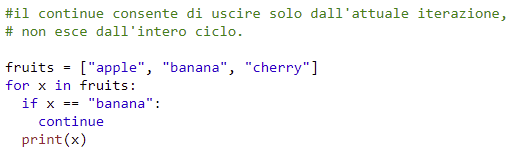 #il continue consente di uscire solo dall'attuale iterazione,
# non esce dall'intero ciclo.

fruits = ["apple", "banana", "cherry"]
for x in fruits:
  if x == "banana":
    continue
  print(x)